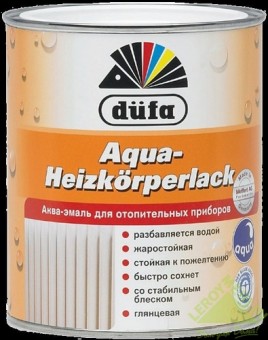 düfa
Aqua-
Heizkörperlack
Аква-эмаль для отопительных приборов
разбавляется водой
жаростойкая
стойкая к пожелтению
быстро сохнет
со стабильным
блеском
глянцевая
aqua
LEROY